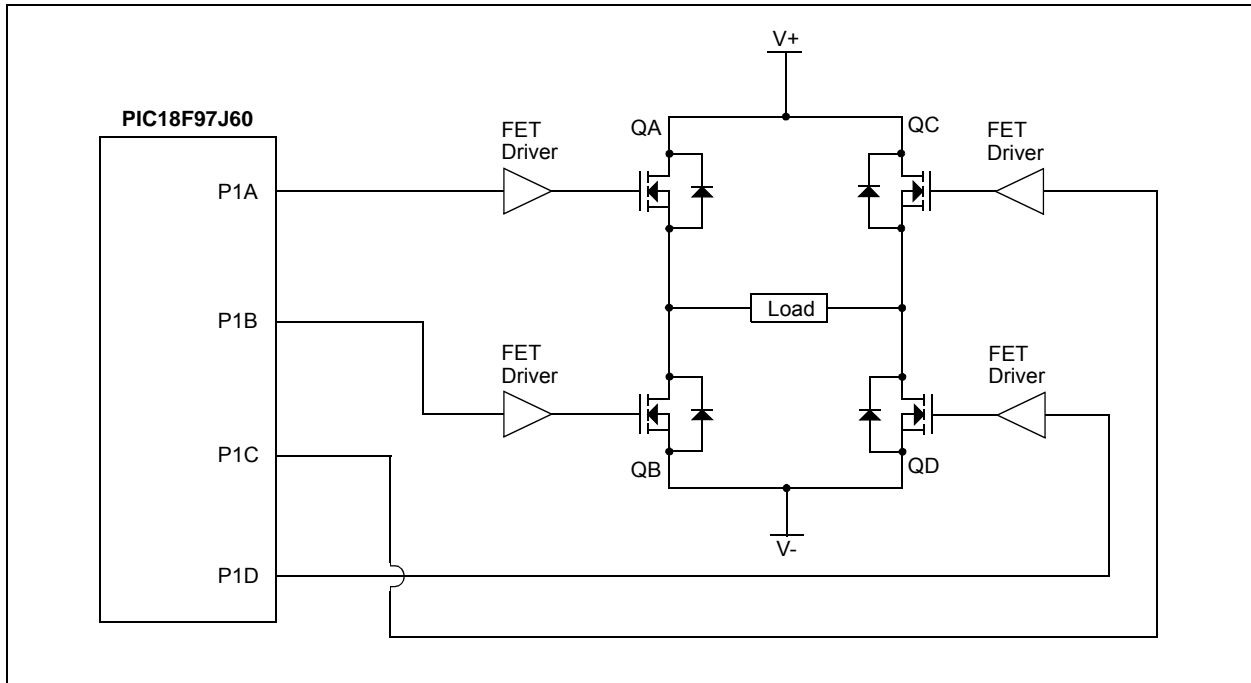 V+
PIC18F97J60
FET
Driver
QA
QC
FET
Driver
P1A
P1B
Load
FET
Driver
FET
Driver
P1C
QB
QD
V-
P1D